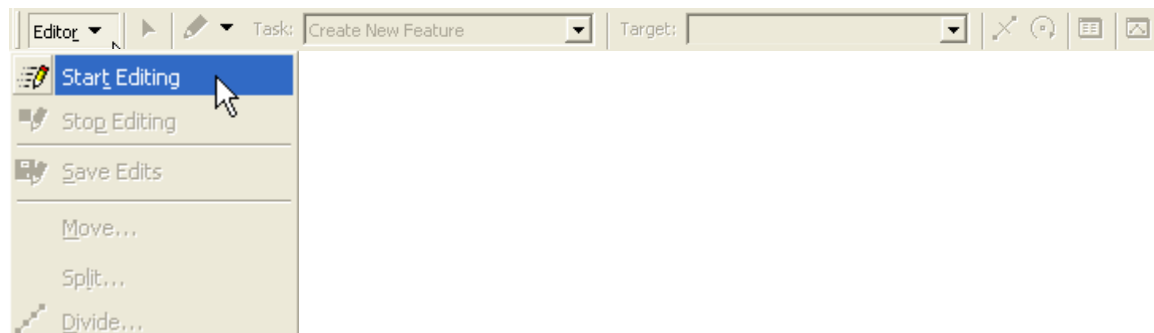 Editor Task: Create New Feature Target:
Start Editing
Stop Editing
Save Edits
Move...
Split...
Divide...